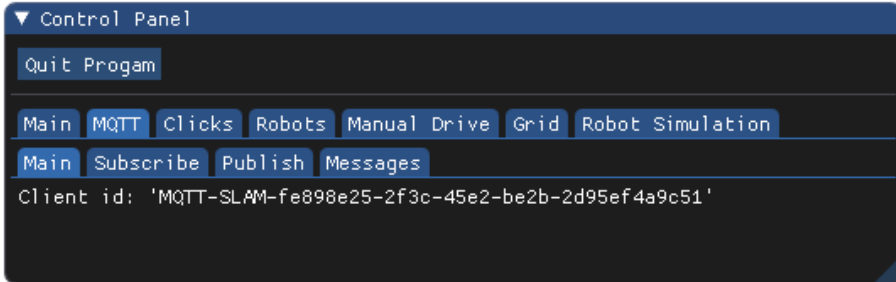 Control Panel
Quit Progam
Main MQTT Clicks Robots Manual Drive Grid Robot Simulation
Main Subscribe Publish Messages
Client id: 'MQTT-SLAM-fe898e25-2f3c-45e2-be2b-2d95ef4a9c51'